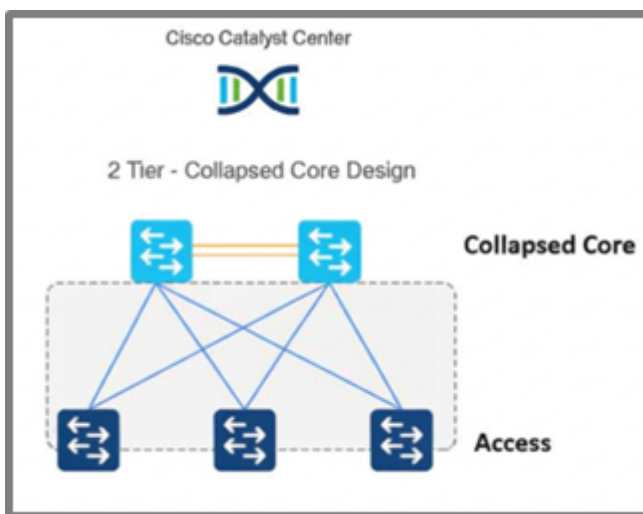 Cisco Catalyst Center
2 Tier - Collapsed Core Design
Collapsed Core
Access